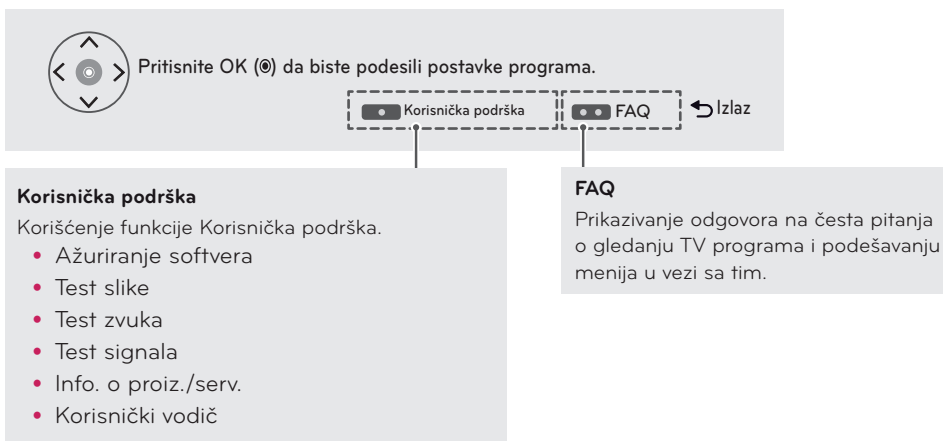 Pritisnite OK (◉) da biste podesili postavke programa.
Korisnička podrška
FAQ
Izlaz
Korisnička podrška
Korišćenje funkcije Korisnička podrška.
• Ažuriranje softvera
• Test slike
• Test zvuka
• Test signala
• Info. o proiz./serv.
• Korisnički vodič
FAQ
Prikazivanje odgovora na česta pitanja
o gledanju TV programa i podešavanju
menija u vezi sa tim.